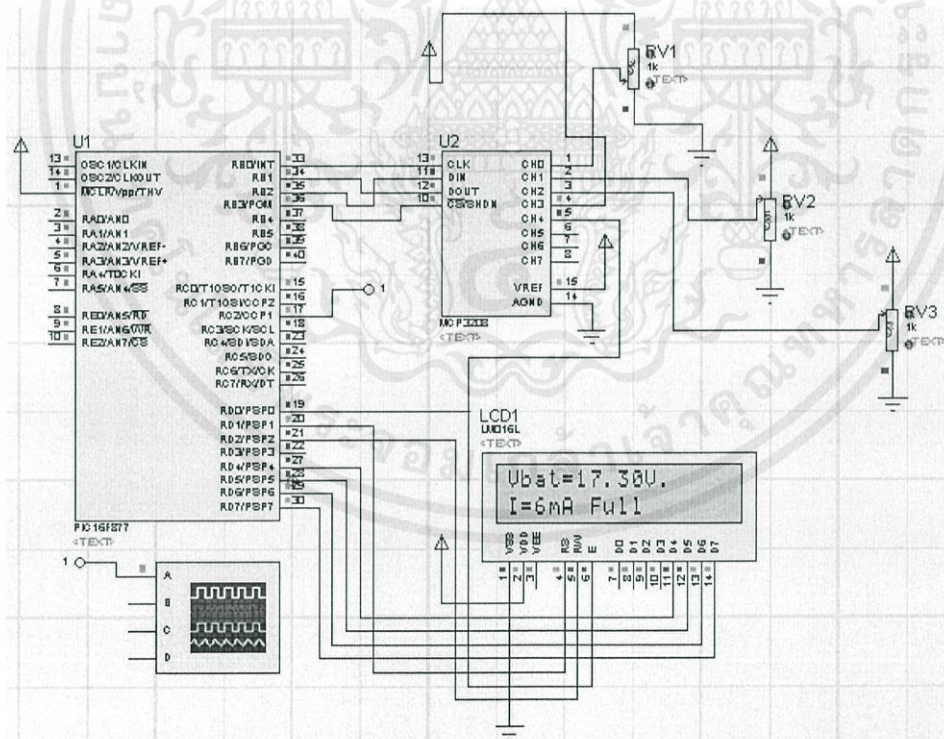 RV1
1k
<TEXT>
U1
U2
13 OSC1/CLKIN
14 OSC2/CLKOUT
1 MCLR/Vpp/THV
2 RA0/AN0
3 RA1/AN1
4 RA2/AN2/VREF-
5 RA3/AN3/VREF+
6 RA4/T0CKI
7 RA5/AN4/SS
8 RE0/AN5/RD
9 RE1/AN6/WR
10 RE2/AN7/CS
RB0/INT 33
RB1 34
RB2 35
RB3/PGM 36
RB4 37
RB5 38
RB6/PGC 39
RB7/PGD 40
RC0/T1OSO/T1CKI 15
RC1/T1OSI/CCP2 16
RC2/CCP1 17
RC3/SCK/SCL 18
RC4/SDI/SDA 23
RC5/SDO 24
RC6/TX/CK 25
RC7/RX/DT 26
RD0/PSP0 19
RD1/PSP1 20
RD2/PSP2 21
RD3/PSP3 22
RD4/PSP4 27
RD5/PSP5 28
RD6/PSP6 29
RD7/PSP7 30
PIC16F877
<TEXT>
1
13 CLK
11 DIN
12 DOUT
10 CS/SHDN
CH0 1
CH1 2
CH2 3
CH3 4
CH4 5
CH5 6
CH6 7
CH7 8
VREF 15
AGND 14
MCP3208
<TEXT>
RV2
1k
<TEXT>
RV3
1k
<TEXT>
LCD1
LM016L
<TEXT>
Vbat=17.30V.
I=6mA Full
VSS VDD VEE RS RW E D0 D1 D2 D3 D4 D5 D6 D7
1 2 3 4 5 6 7 8 9 10 11 12 13 14
1
A
B
C
D